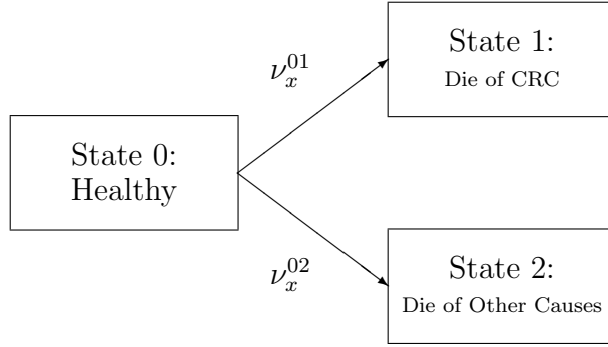 State 0:
Healthy
ν_x^{01}
ν_x^{02}
State 1:
Die of CRC
State 2:
Die of Other Causes